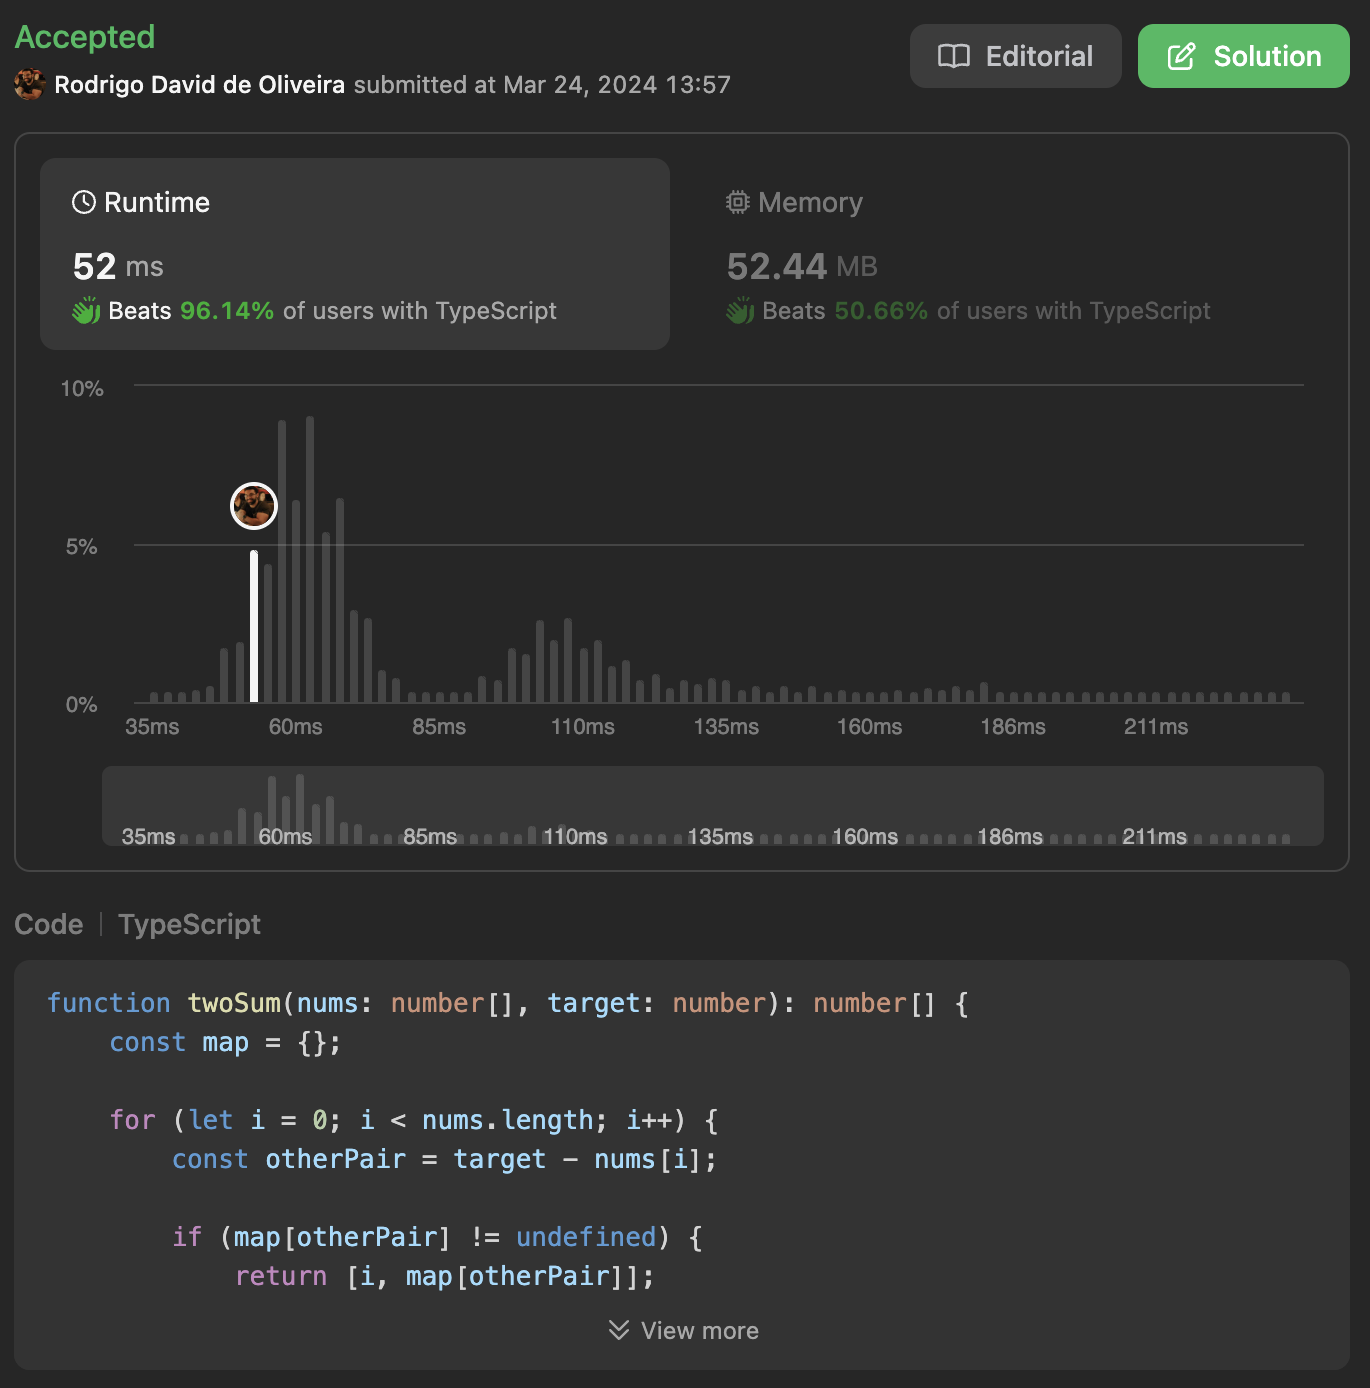 Accepted
Rodrigo David de Oliveira submitted at Mar 24, 2024 13:57
Editorial
Solution
Runtime
52 ms
Beats 96.14% of users with TypeScript
Memory
52.44 MB
Beats 50.66% of users with TypeScript
10%
5%
0%
35ms 60ms 85ms 110ms 135ms 160ms 186ms 211ms
35ms 60ms 85ms 110ms 135ms 160ms 186ms 211ms
Code | TypeScript
function twoSum(nums: number[], target: number): number[] {
    const map = {};
    for (let i = 0; i < nums.length; i++) {
        const otherPair = target - nums[i];
        if (map[otherPair] != undefined) {
            return [i, map[otherPair]];
View more